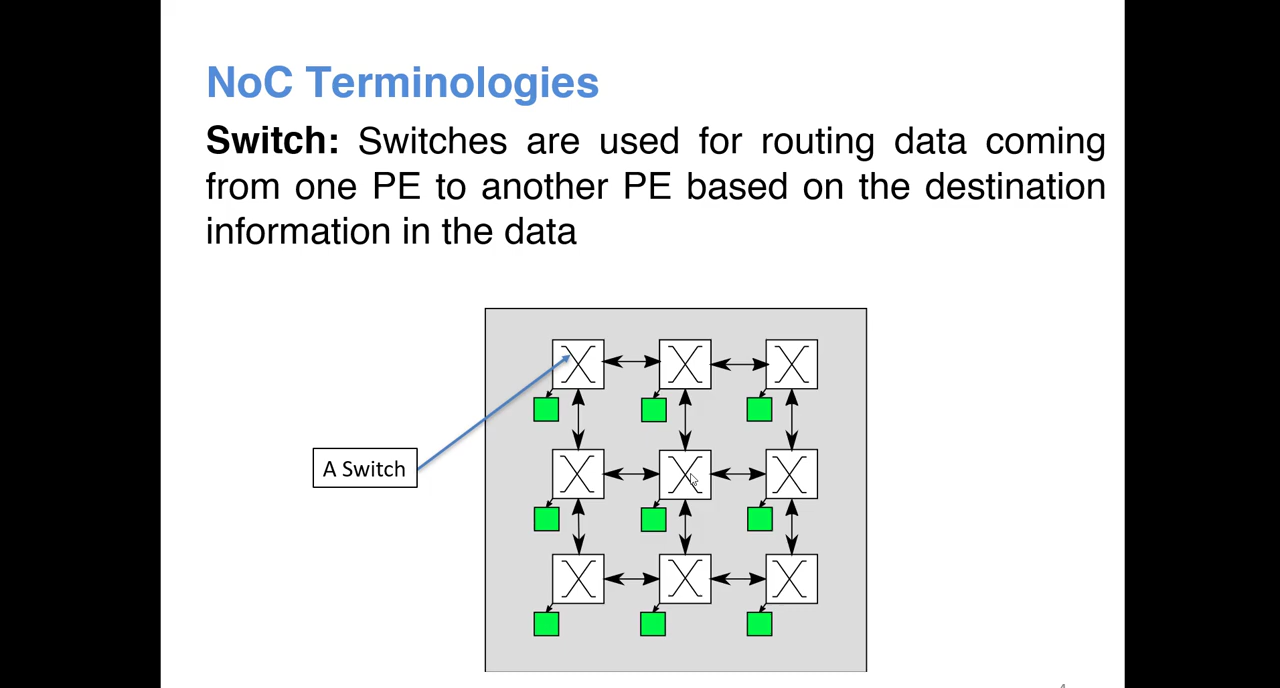 NoC Terminologies
Switch: Switches are used for routing data coming
from one PE to another PE based on the destination
information in the data
A Switch